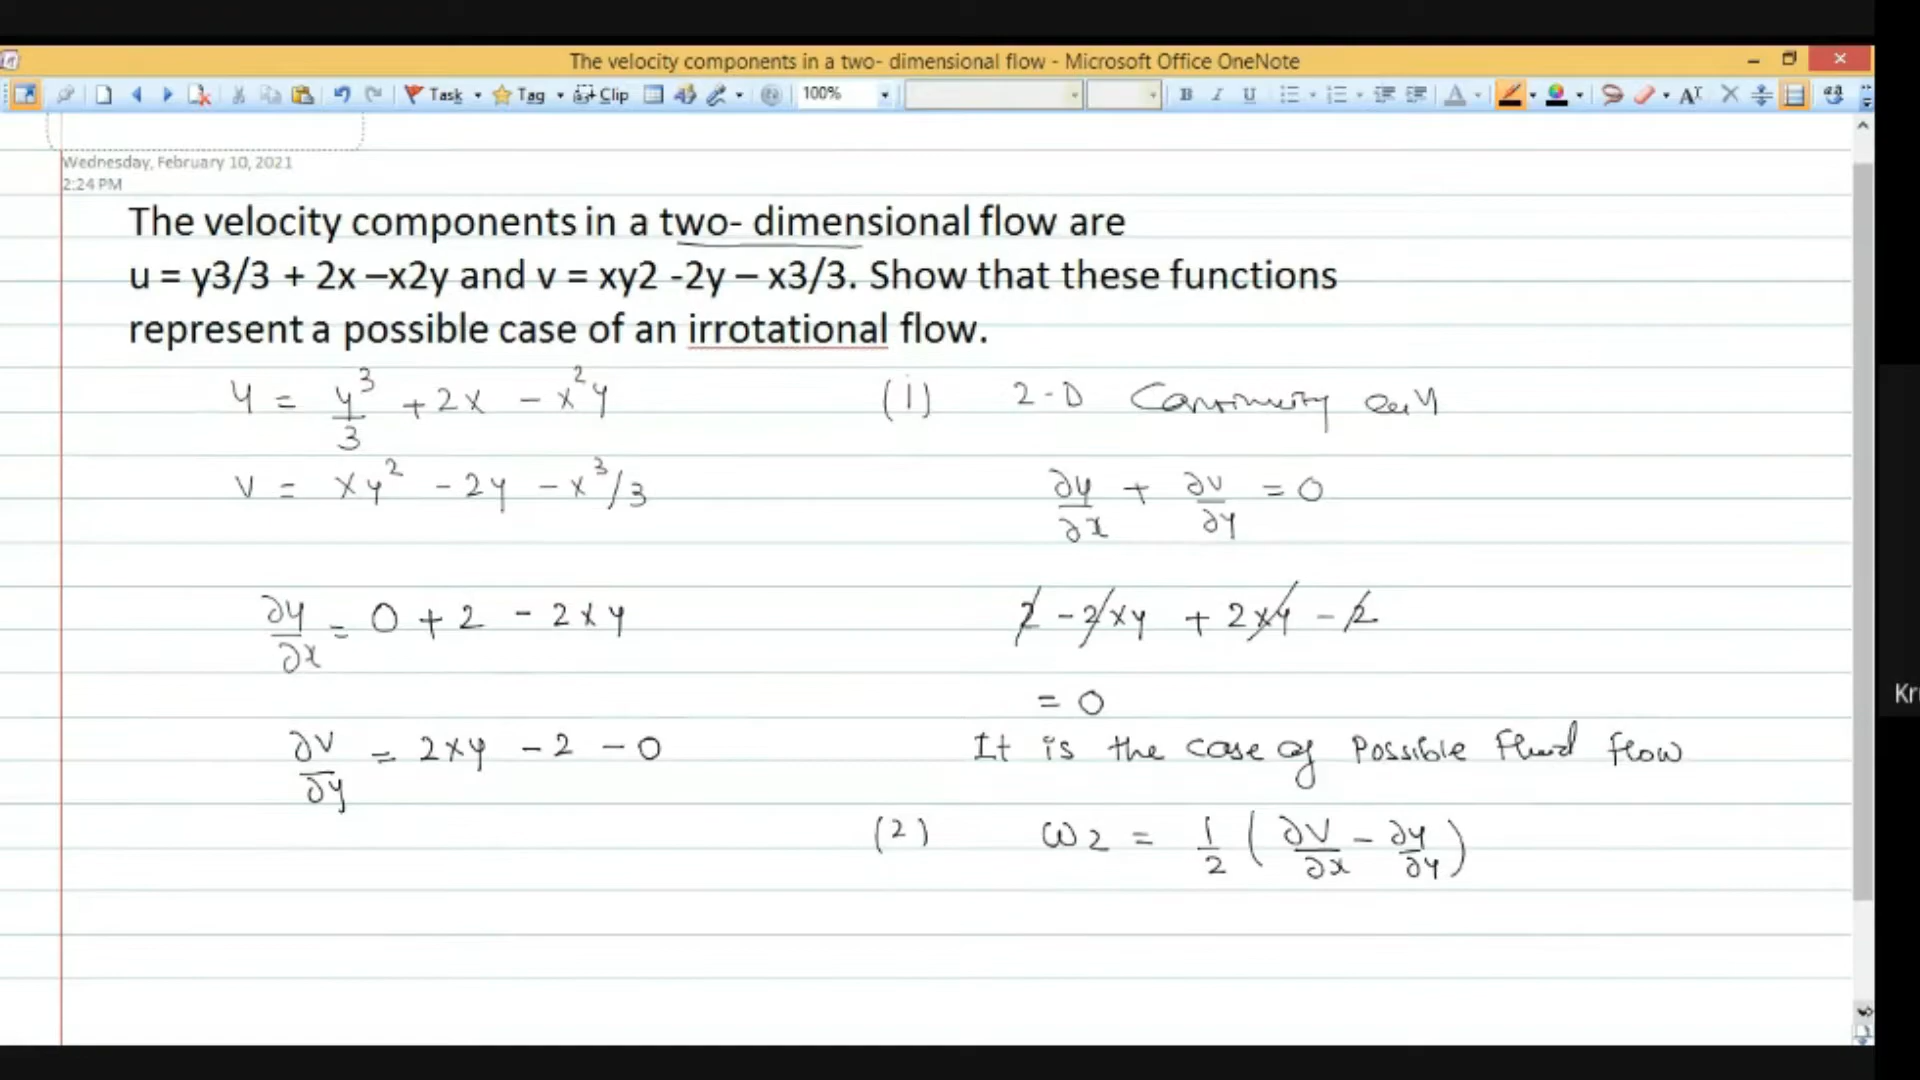 The velocity components in a two- dimensional flow - Microsoft Office OneNote
Task Tag Clip 100% B I U
Wednesday, February 10, 2021
2:24 PM
The velocity components in a two- dimensional flow are
u = y3/3 + 2x –x2y and v = xy2 -2y – x3/3. Show that these functions
represent a possible case of an irrotational flow.
u = y³/3 + 2x - x²y
(i) 2-D Continuity
v = xy² - 2y - x³/3
∂u/∂x + ∂v/∂y = 0
∂u/∂x = 0 + 2 - 2xy
2 - 2xy + 2xy - 2
= 0
Kr
∂v/∂y = 2xy - 2 - 0
It is the case of Possible Fluid flow
(2) ωz = 1/2 (∂v/∂x - ∂u/∂y)